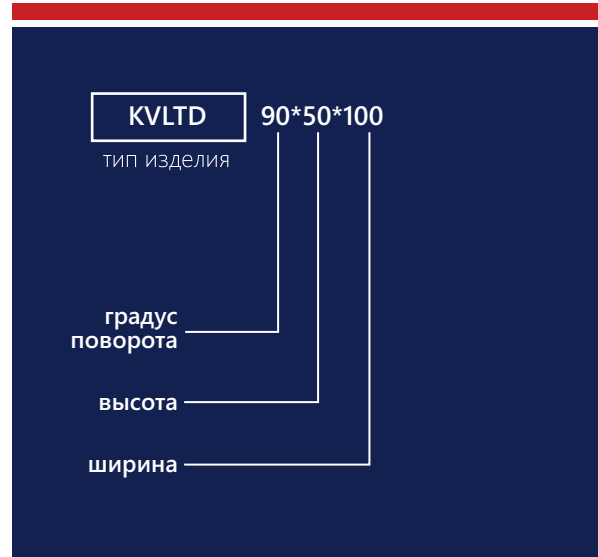 KVLTD 90*50*100
тип изделия
градус
поворота
высота
ширина